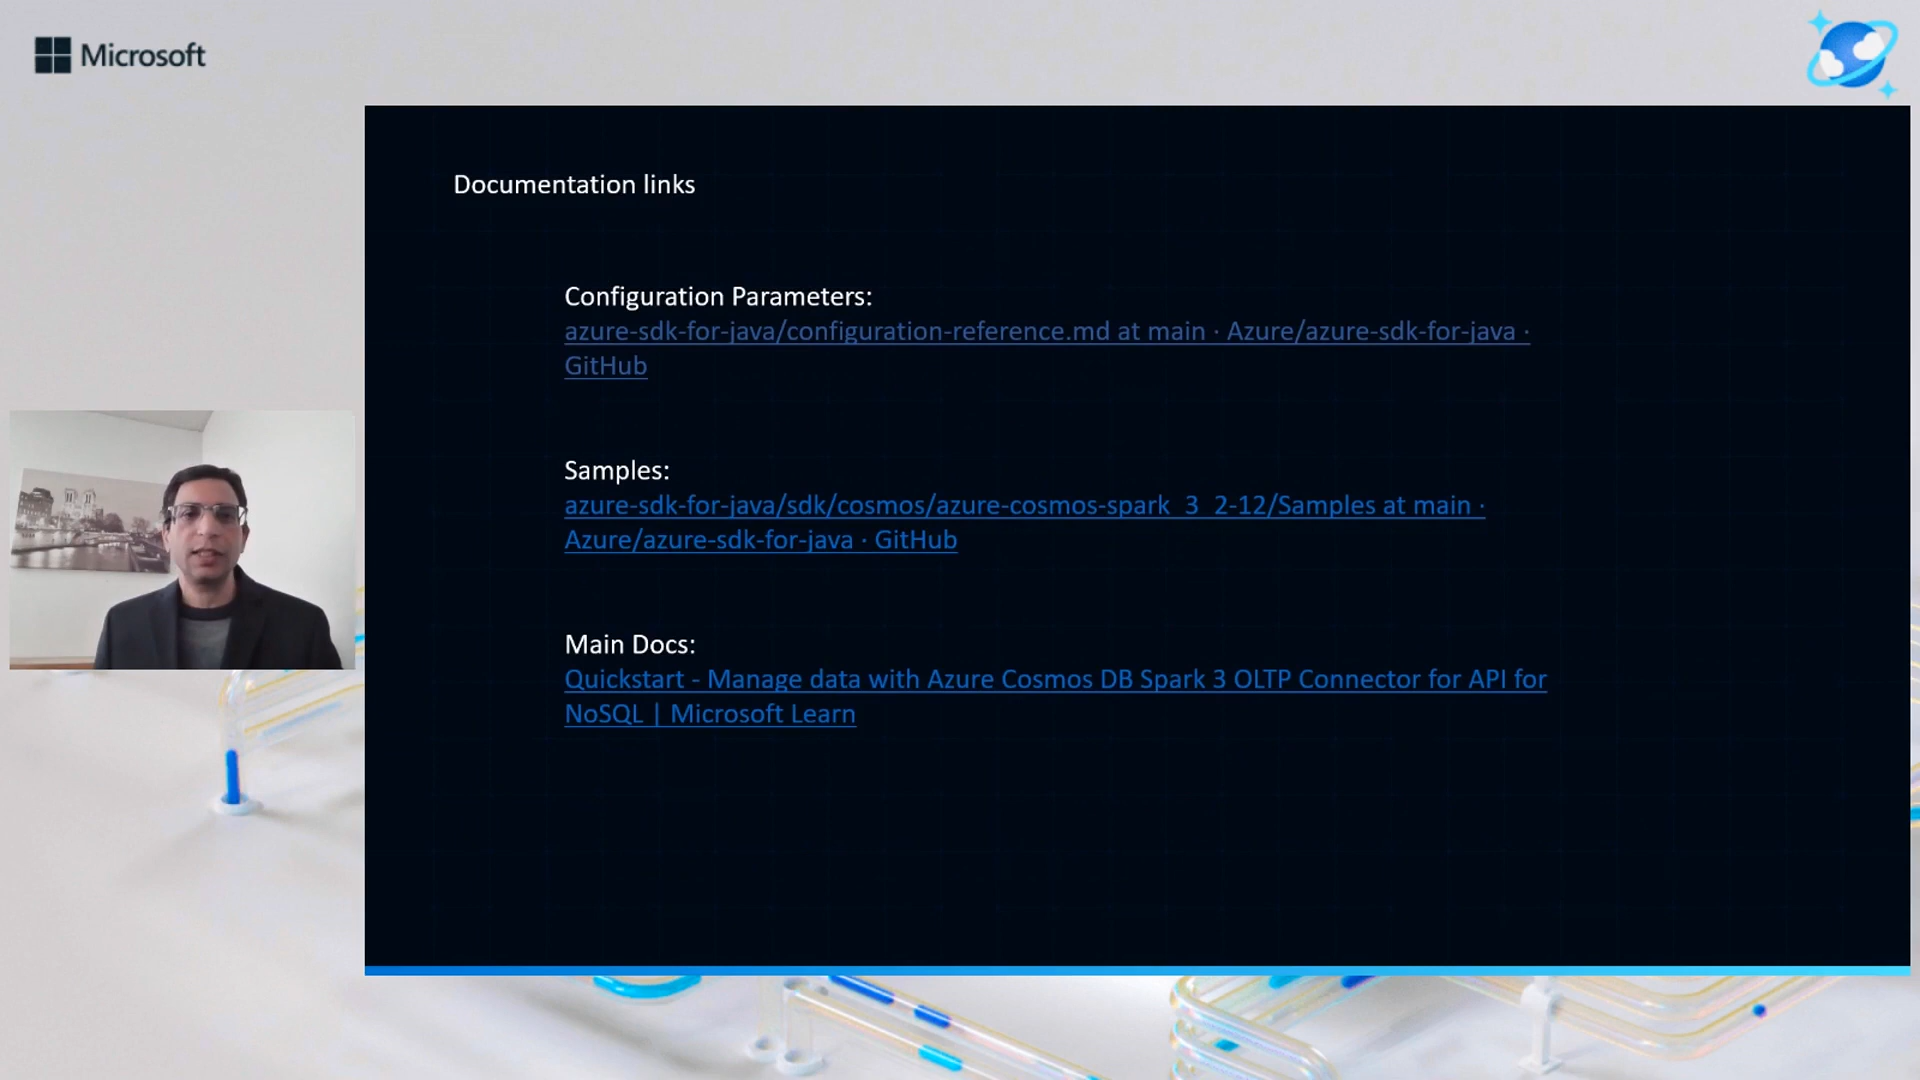 Microsoft
Documentation links
Configuration Parameters:
azure-sdk-for-java/configuration-reference.md at main · Azure/azure-sdk-for-java ·
GitHub
Samples:
azure-sdk-for-java/sdk/cosmos/azure-cosmos-spark_3_2-12/Samples at main ·
Azure/azure-sdk-for-java · GitHub
Main Docs:
Quickstart - Manage data with Azure Cosmos DB Spark 3 OLTP Connector for API for
NoSQL | Microsoft Learn